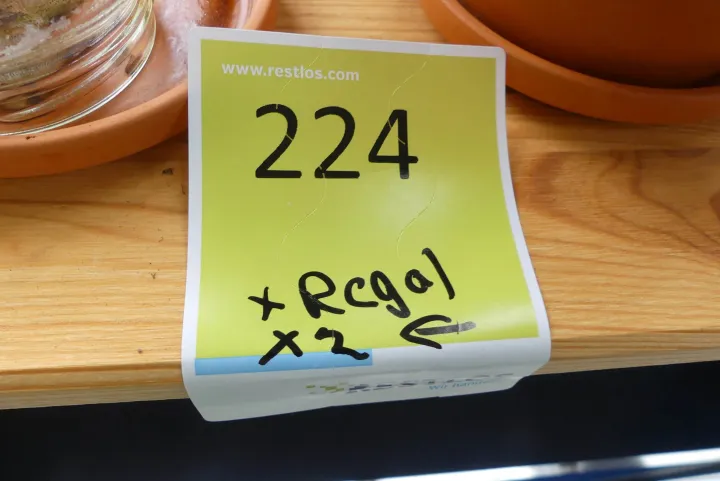 www.restlos.com
224
+ Regal
x2 ←